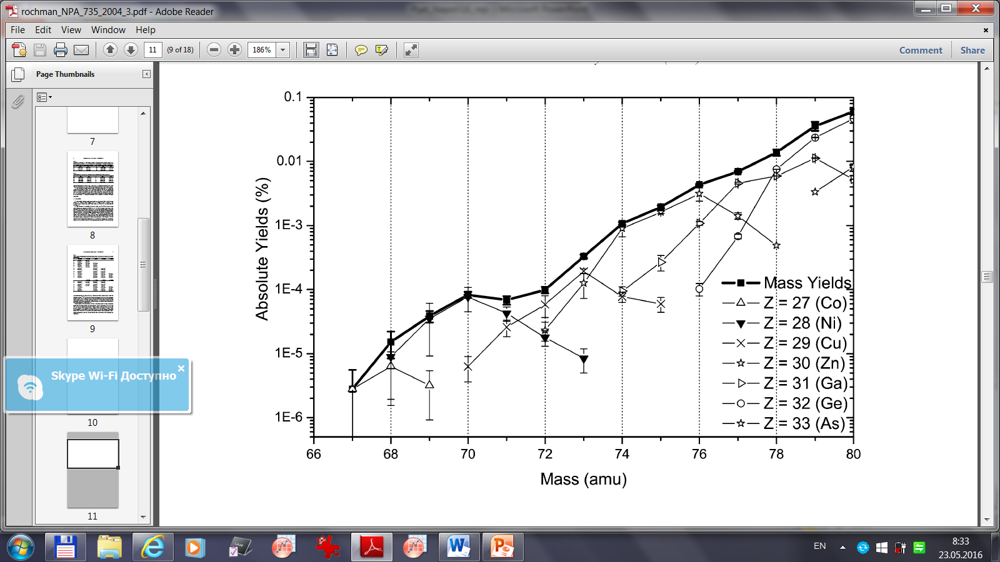 rochman_NPA_735_2004_3.pdf - Adobe Reader
File Edit View Window Help
11 (9 of 18) 186% Comment Share
Page Thumbnails
7
8
9
10
11
Skype Wi-Fi Доступно
0.1
0.01
1E-3
1E-4
1E-5
1E-6
Absolute Yields (%)
66 68 70 72 74 76 78 80
Mass (amu)
Mass Yields
Z = 27 (Co)
Z = 28 (Ni)
Z = 29 (Cu)
Z = 30 (Zn)
Z = 31 (Ga)
Z = 32 (Ge)
Z = 33 (As)
EN
8:33
23.05.2016